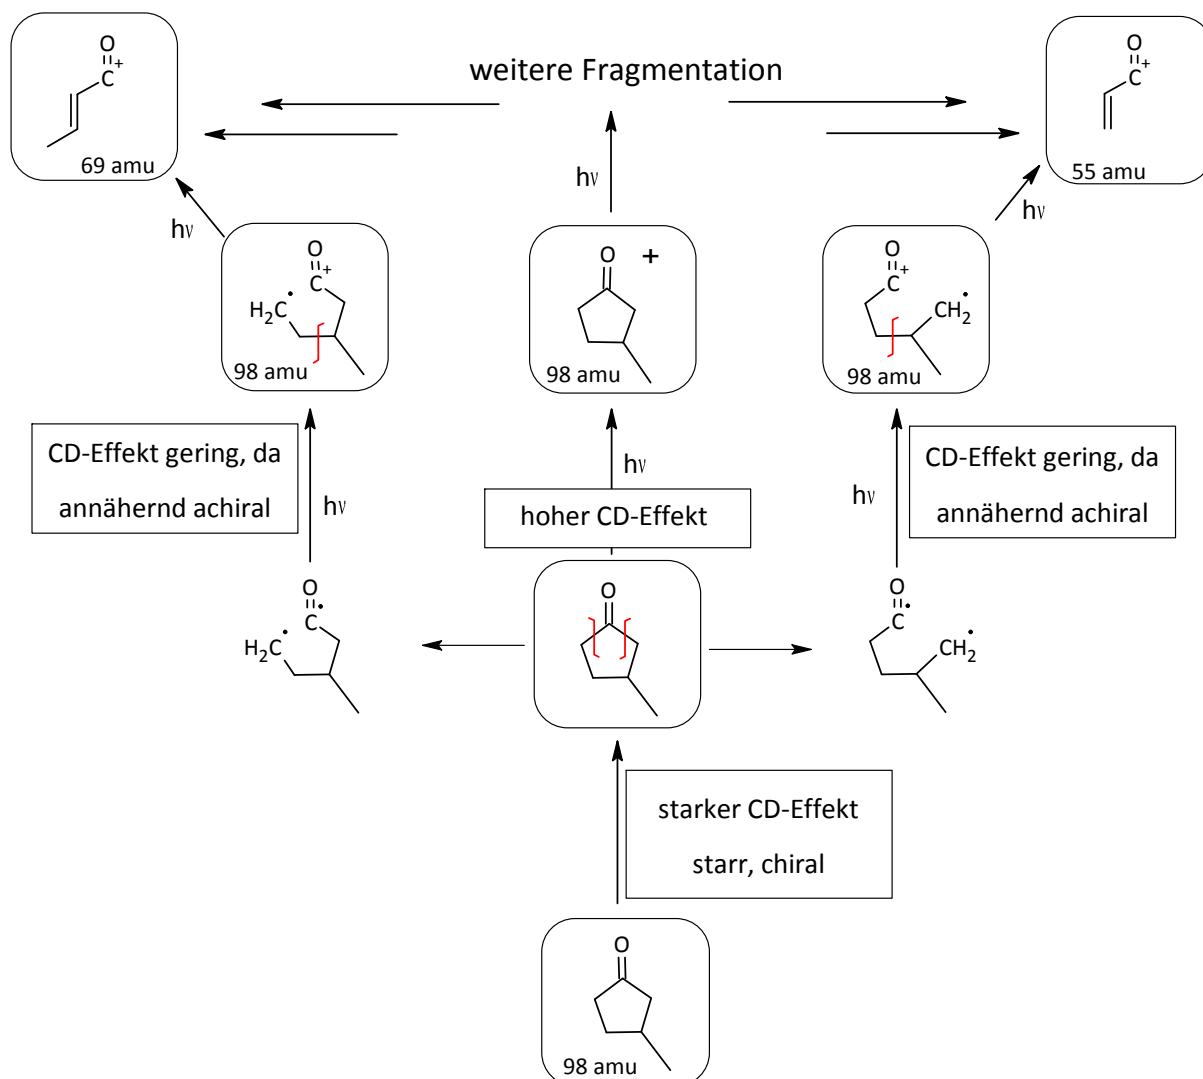 O
C+
69 amu
weitere Fragmentation
O
C+
55 amu
hν
hν
hν
O
C+
H2C•
98 amu
O
+
98 amu
O
C+
CH2•
98 amu
CD-Effekt gering, da
annähernd achiral
hν
hν
hoher CD-Effekt
CD-Effekt gering, da
annähernd achiral
hν
O
C•
H2C•
O
O
C•
CH2•
starker CD-Effekt
starr, chiral
O
98 amu